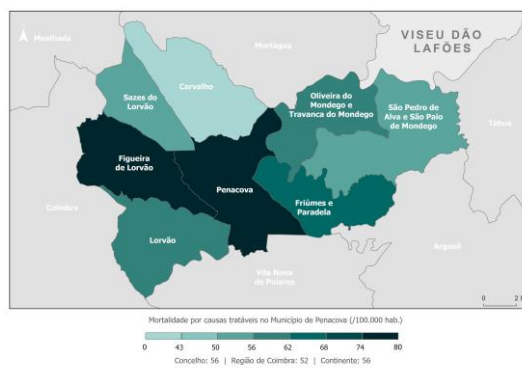 VISEU DÃO
LAFÕES
Mealhada
Mortágua
Carvalho
Sazes do
Lorvão
Oliveira do
Mondego e
Travanca do Mondego
São Pedro de
Alva e São Paio
de Mondego
Tábua
Figueira
de Lorvão
Penacova
Friúmes e
Paradela
Coimbra
Lorvão
Arganil
Vila Nova
de Poiares
0 2
Mortalidade por causas tratáveis no Município de Penacova (/100.000 hab.)
0 43 50 56 62 68 74 80
Concelho: 56 | Região de Coimbra: 52 | Continente: 56